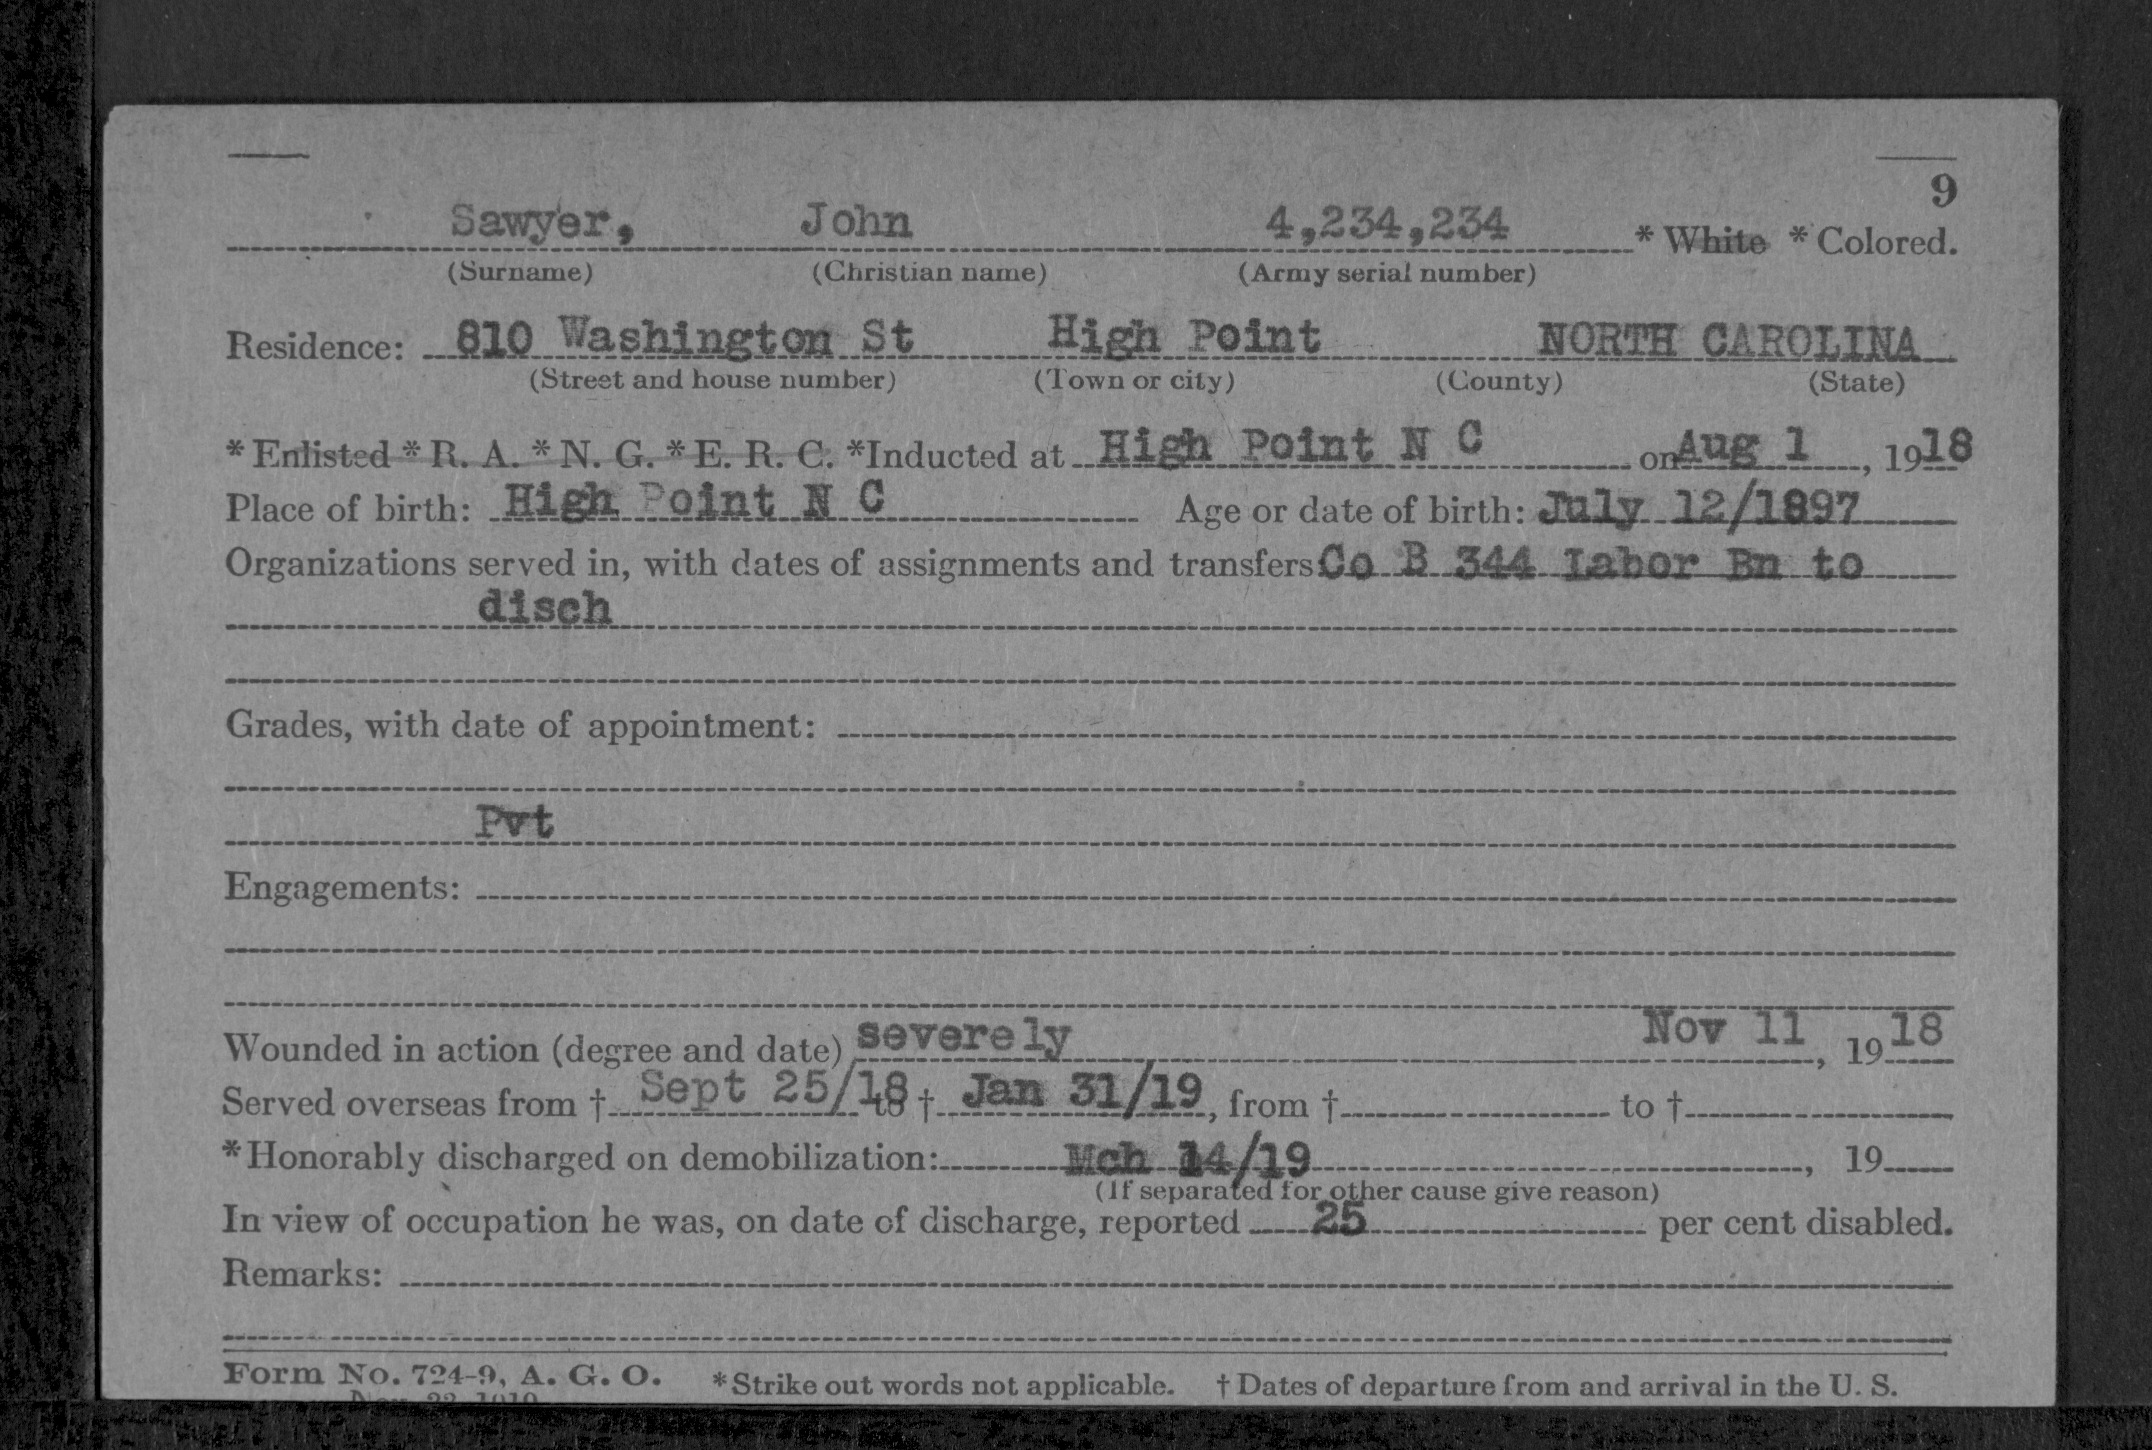 9
Sawyer, John 4,234,234 * White * Colored.
(Surname) (Christian name) (Army serial number)
Residence: 810 Washington St High Point NORTH CAROLINA
(Street and house number) (Town or city) (County) (State)
* Enlisted * R. A. * N. G. * E. R. C. *Inducted at High Point N C on Aug 1, 1918
Place of birth: High Point N C Age or date of birth: July 12/1897
Organizations served in, with dates of assignments and transfers Co B 344 Labor Bn to
disch
Grades, with date of appointment:
Pvt
Engagements:
Wounded in action (degree and date) severely Nov 11, 1918
Served overseas from † Sept 25/18 to † Jan 31/19, from † to †
* Honorably discharged on demobilization: Mch 14/19, 19
(If separated for other cause give reason)
In view of occupation he was, on date of discharge, reported 25 per cent disabled.
Remarks:
Form No. 724-9, A. G. O. * Strike out words not applicable. † Dates of departure from and arrival in the U. S.
Nov. 22, 1919